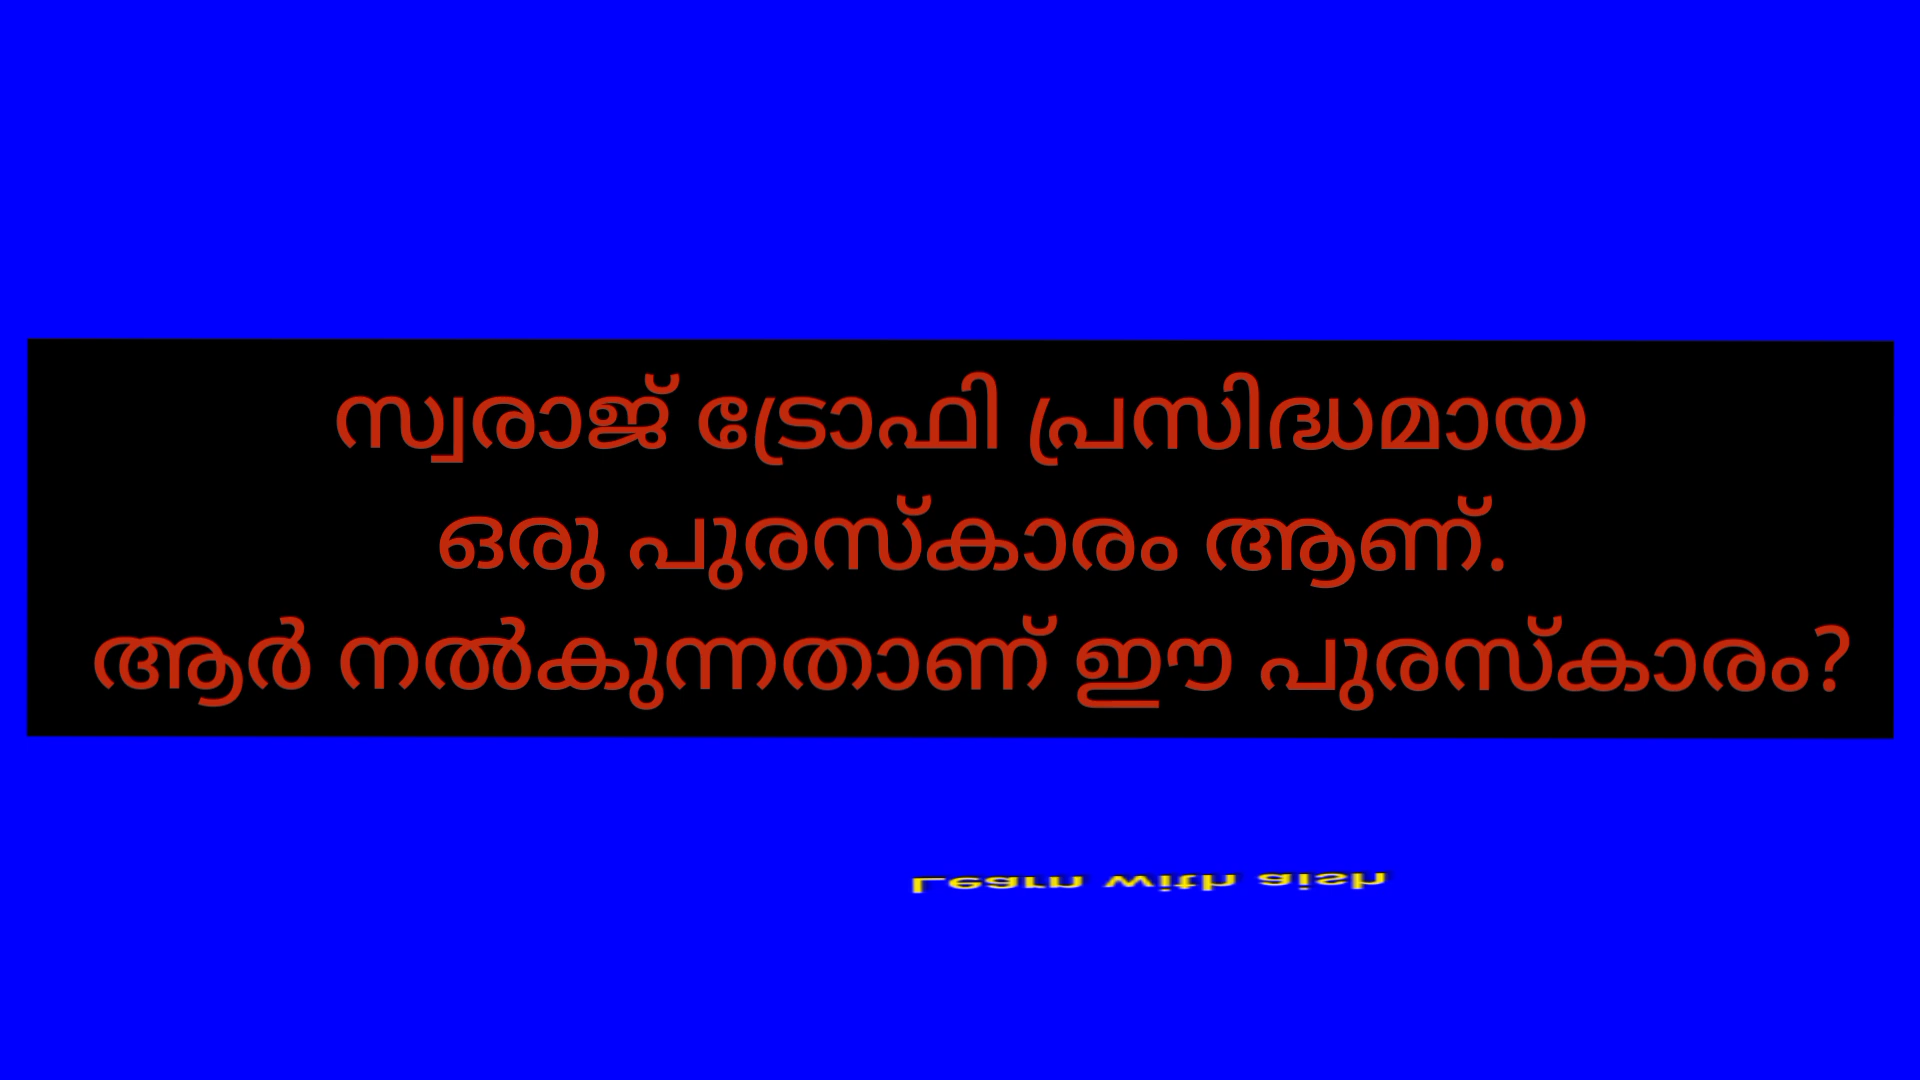 സ്വരാജ് ട്രോഫി പ്രസിദ്ധമായ
ഒരു പുരസ്കാരം ആണ്.
ആർ നൽകുന്നതാണ് ഈ പുരസ്കാരം?
Learn with aish